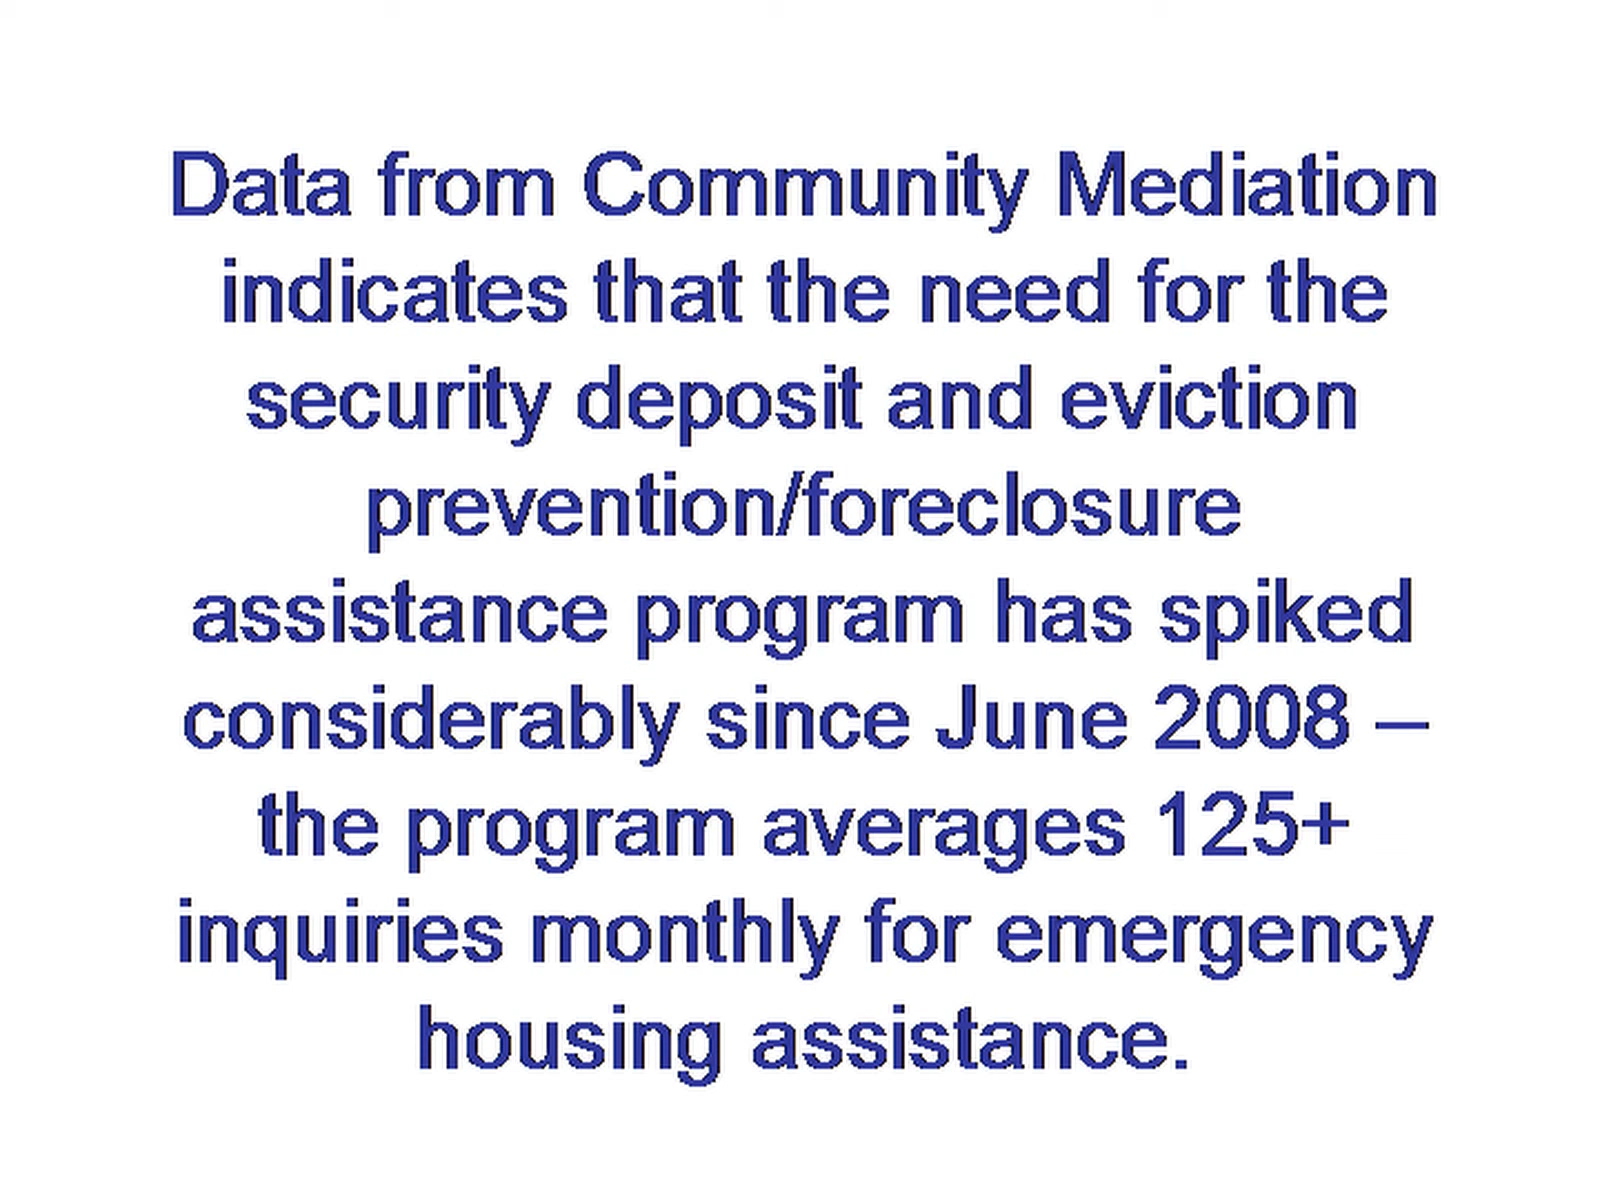 Data from Community Mediation
indicates that the need for the
security deposit and eviction
prevention/foreclosure
assistance program has spiked
considerably since June 2008 –
the program averages 125+
inquiries monthly for emergency
housing assistance.